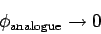 ϕ_analogue → 0